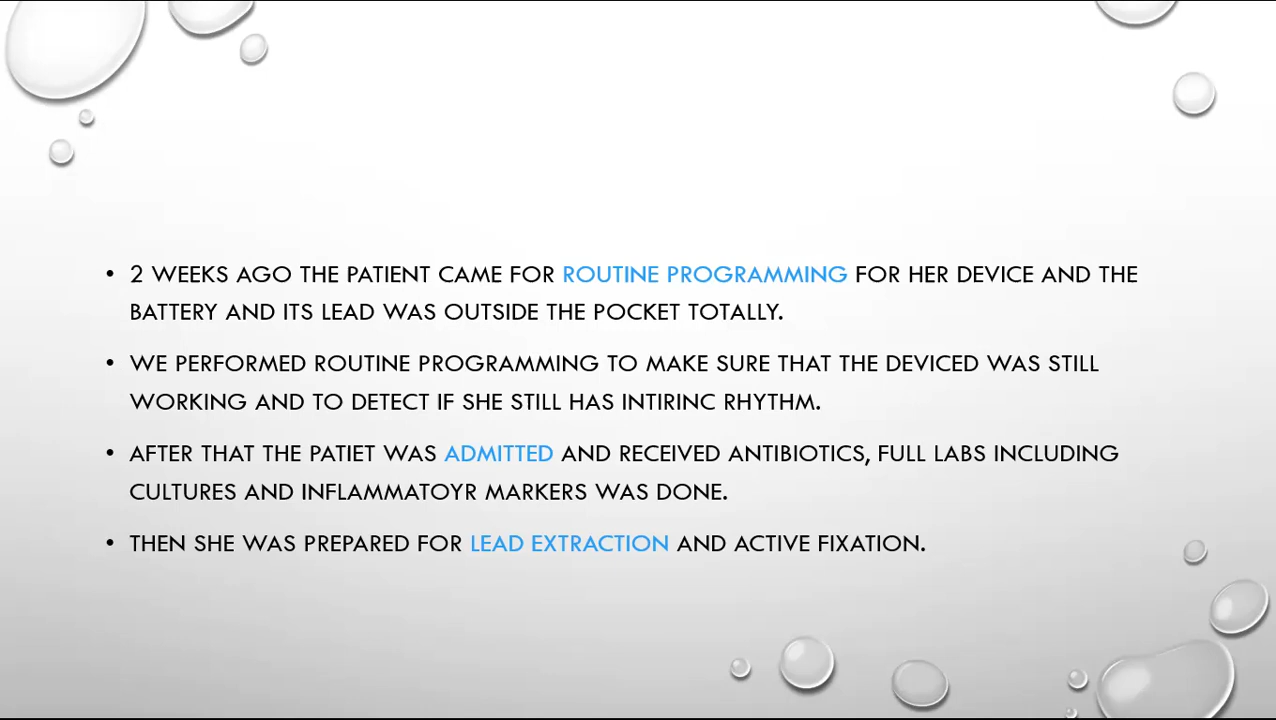 • 2 WEEKS AGO THE PATIENT CAME FOR ROUTINE PROGRAMMING FOR HER DEVICE AND THE
BATTERY AND ITS LEAD WAS OUTSIDE THE POCKET TOTALLY.
• WE PERFORMED ROUTINE PROGRAMMING TO MAKE SURE THAT THE DEVICED WAS STILL
WORKING AND TO DETECT IF SHE STILL HAS INTIRINC RHYTHM.
• AFTER THAT THE PATIET WAS ADMITTED AND RECEIVED ANTIBIOTICS, FULL LABS INCLUDING
CULTURES AND INFLAMMATOYR MARKERS WAS DONE.
• THEN SHE WAS PREPARED FOR LEAD EXTRACTION AND ACTIVE FIXATION.